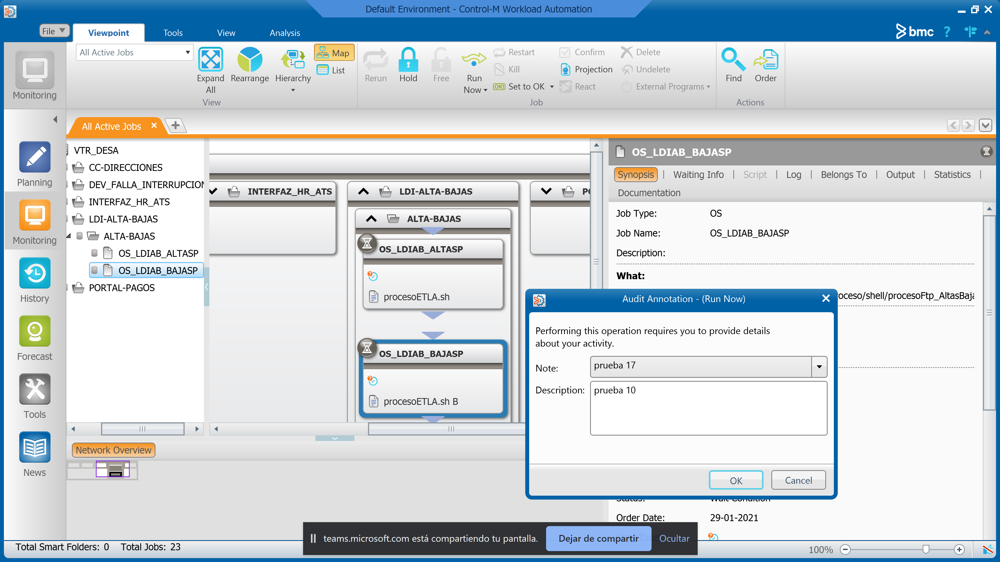 Default Environment - Control-M Workload Automation
File
Viewpoint
Tools
View
Analysis
bmc
?
Monitoring
All Active Jobs
Expand All
Rearrange
Hierarchy
Map
List
View
Rerun
Hold
Free
Run Now
Restart
Kill
OK! Set to OK
Confirm
Projection
React
Delete
Undelete
External Programs
Job
Find
Order
Actions
All Active Jobs
Planning
Monitoring
History
Forecast
Tools
News
VTR_DESA
CC-DIRECCIONES
DEV_FALLA_INTERRUPCION
INTERFAZ_HR_ATS
LDI-ALTA-BAJAS
ALTA-BAJAS
OS_LDIAB_ALTASP
OS_LDIAB_BAJASP
PORTAL-PAGOS
INTERFAZ_HR_ATS
LDI-ALTA-BAJAS
ALTA-BAJAS
OS_LDIAB_ALTASP
procesoETLA.sh
OS_LDIAB_BAJASP
procesoETLA.sh B
Network Overview
OS_LDIAB_BAJASP
Synopsis | Waiting Info | Script | Log | Belongs To | Output | Statistics |
Documentation
Job Type: OS
Job Name: OS_LDIAB_BAJASP
Description:
What:
oceso/shell/procesoFtp_AltasBaja
Audit Annotation - (Run Now)
Performing this operation requires you to provide details
about your activity.
Note: prueba 17
Description: prueba 10
OK
Cancel
Status: Wait Condition
Order Date: 29-01-2021
teams.microsoft.com está compartiendo tu pantalla.
Dejar de compartir
Ocultar
Total Smart Folders: 0 Total Jobs: 23
100%